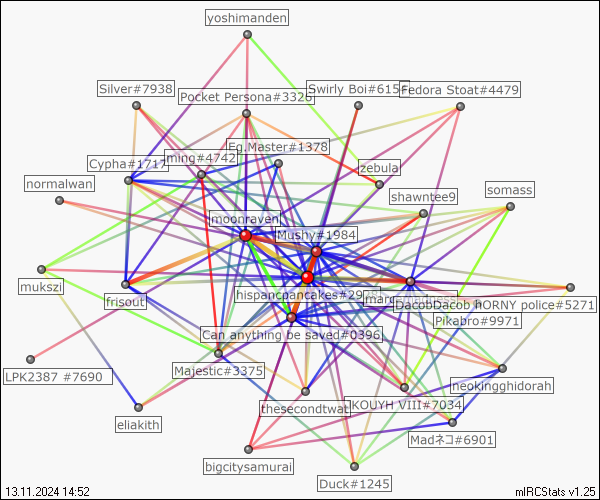 yoshimanden
Silver#7938
Pocket Persona#3326
Swirly Boi#615
Fedora Stoat#4479
Eg.Master#1378
Cypha#1717
ming#4742
zebula
normalwan
shawntee9
somass
moonraven
Mushy#1984
mukszi
frisout
hispancpancakes#29
DacobDacob
hORNY police#5271
Pikabro#9971
Can anything be saved#0396
LPK2387 #7690
Majestic#3375
neokingghidorah
eliakith
thesecondtwat
KOUYH VIII#7034
Madネコ#6901
bigcitysamurai
Duck#1245
13.11.2024 14:52
mIRCStats v1.25